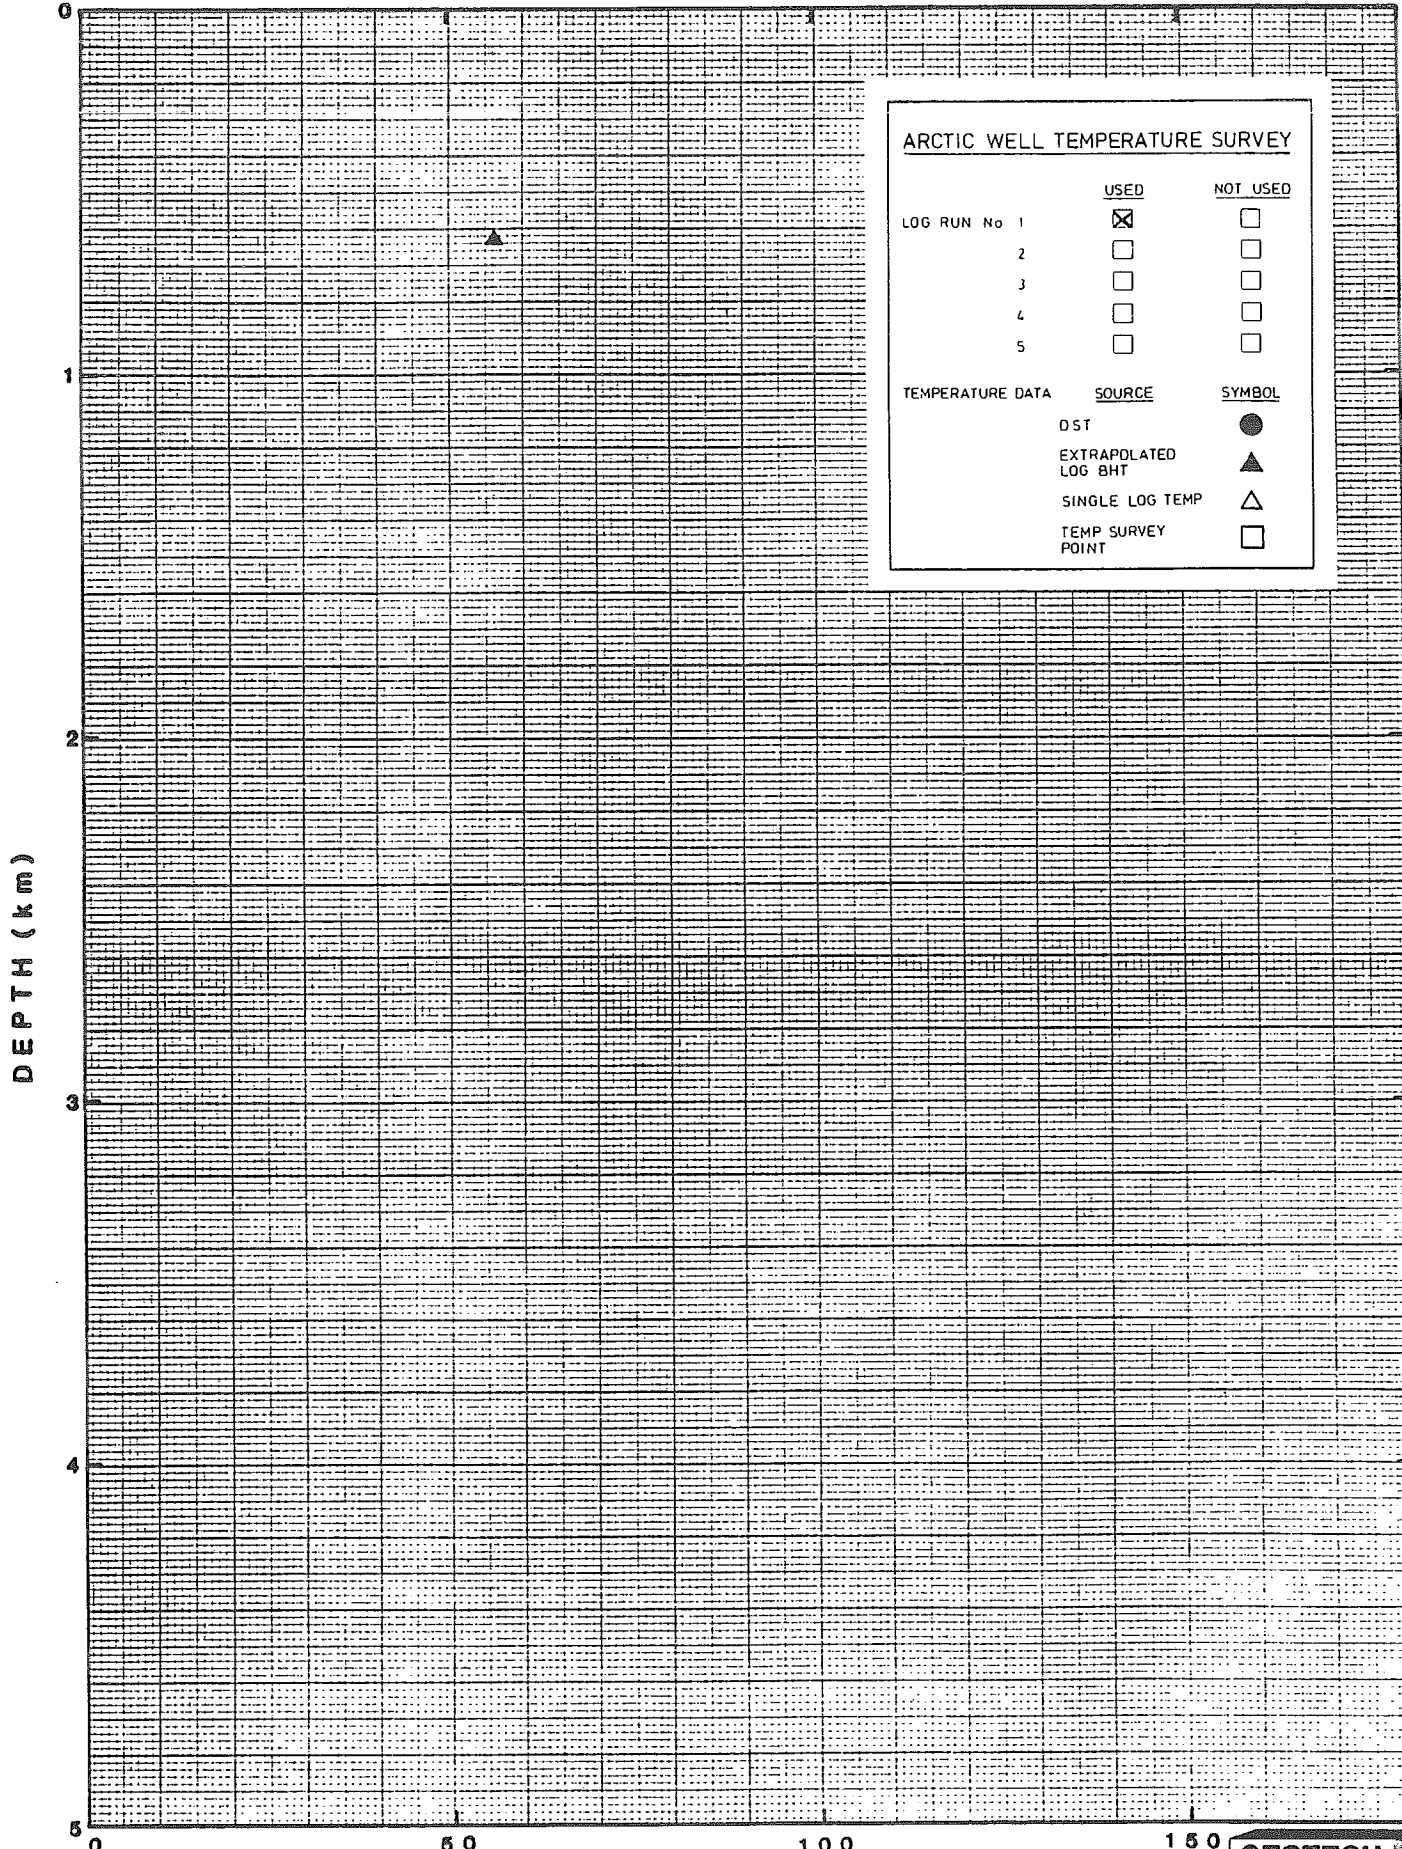 0
ARCTIC WELL TEMPERATURE SURVEY
USED NOT USED
LOG RUN No 1
2
3
4
5
TEMPERATURE DATA SOURCE SYMBOL
DST
EXTRAPOLATED
LOG BHT
SINGLE LOG TEMP
TEMP SURVEY
POINT
1
2
DEPTH (km)
3
4
5
0 50 100 150